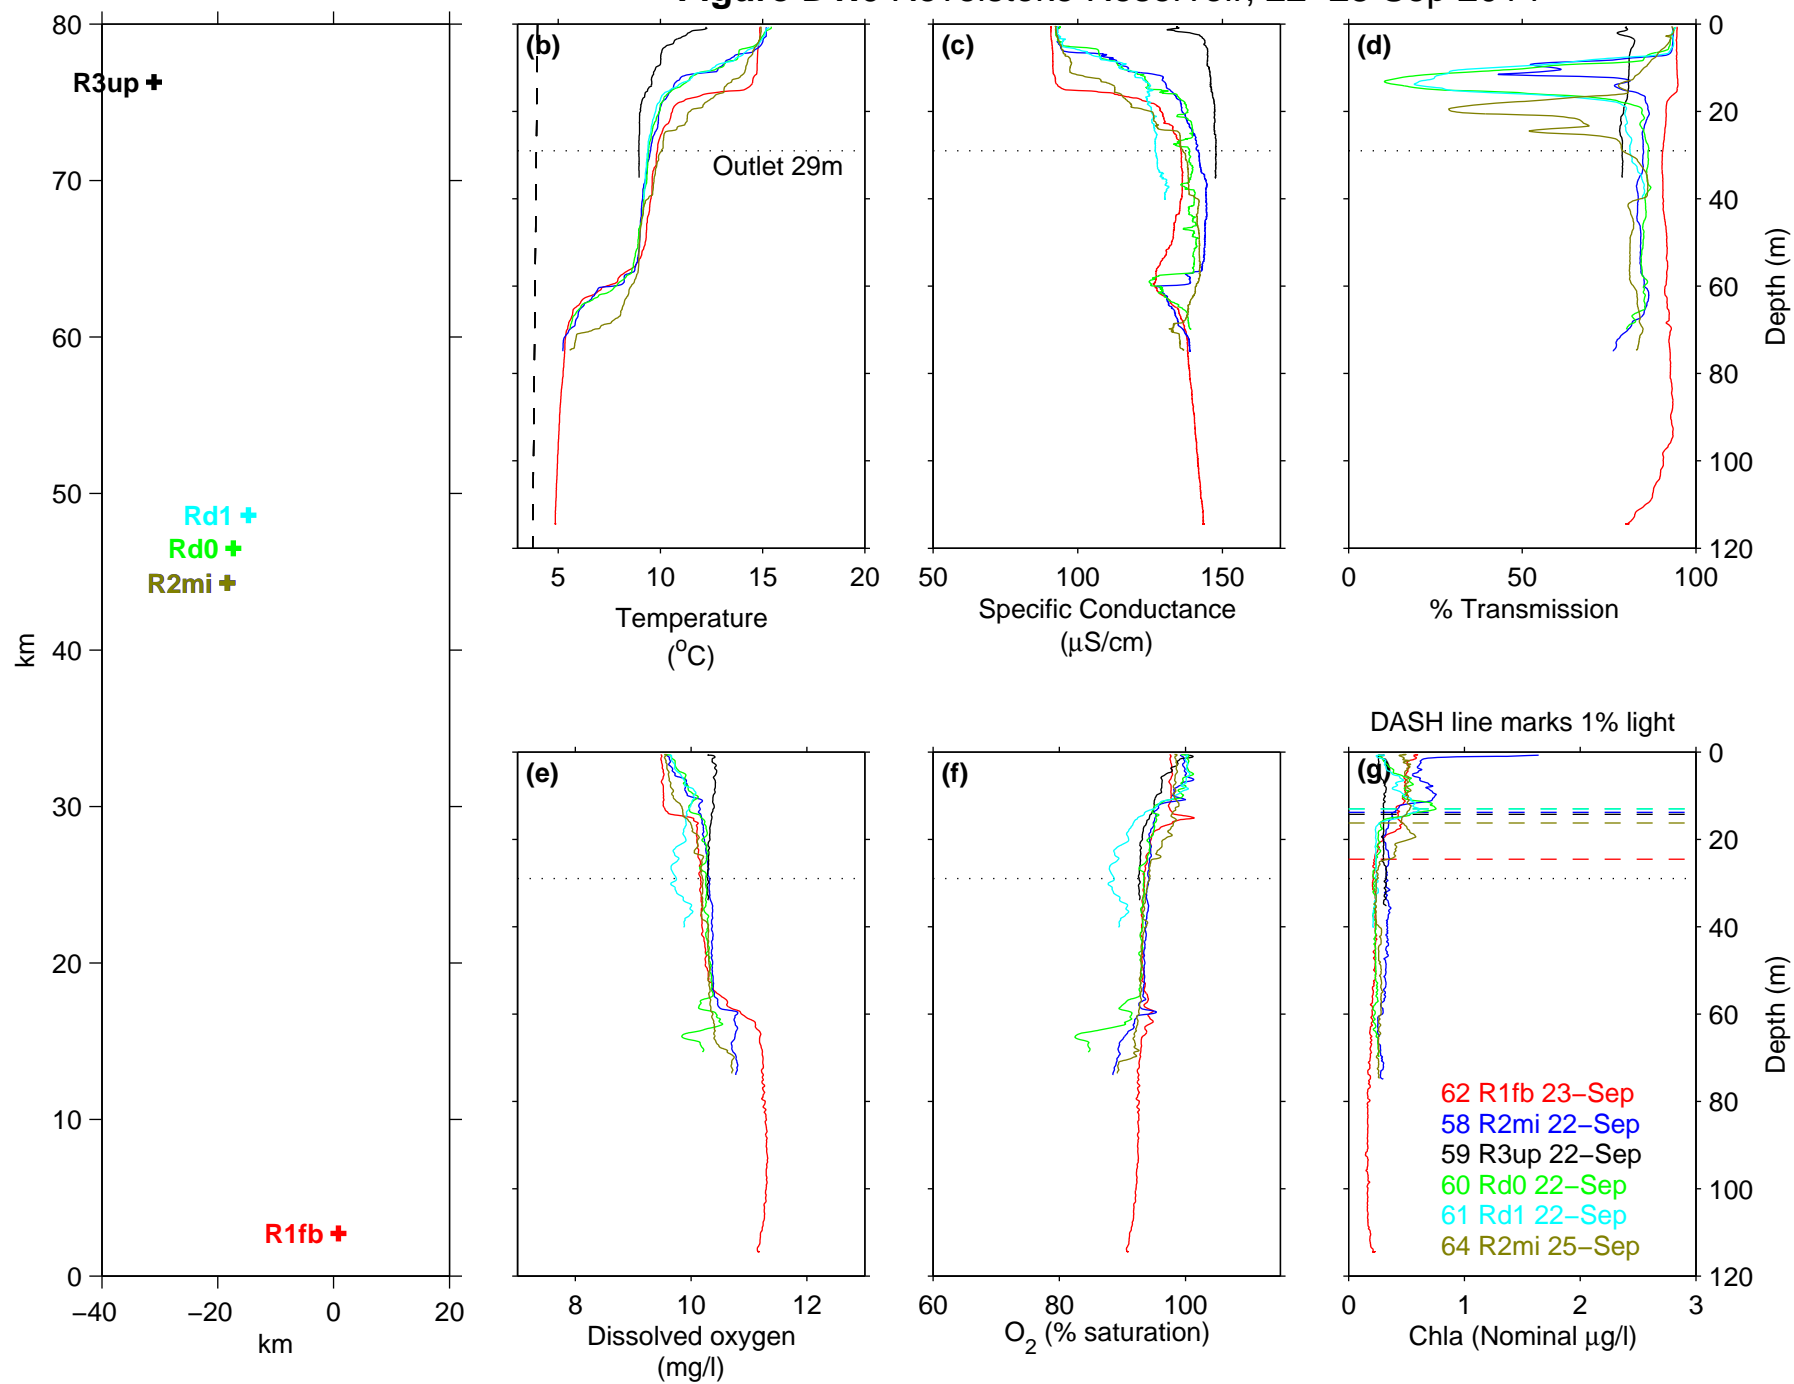 80
70
60
50
40
30
20
10
0
km
−40
−20
0
20
km
R3up
Rd1
Rd0
R2mi
R1fb
(b)
Outlet 29m
5
10
15
20
Temperature
(°C)
(c)
50
100
150
Specific Conductance
(μS/cm)
(d)
0
50
100
% Transmission
0
20
40
60
80
100
120
Depth (m)
(e)
8
10
12
Dissolved oxygen
(mg/l)
(f)
60
80
100
O2 (% saturation)
DASH line marks 1% light
(g)
62 R1fb 23−Sep
58 R2mi 22−Sep
59 R3up 22−Sep
60 Rd0 22−Sep
61 Rd1 22−Sep
64 R2mi 25−Sep
0
1
2
3
Chla (Nominal μg/l)
0
20
40
60
80
100
120
Depth (m)